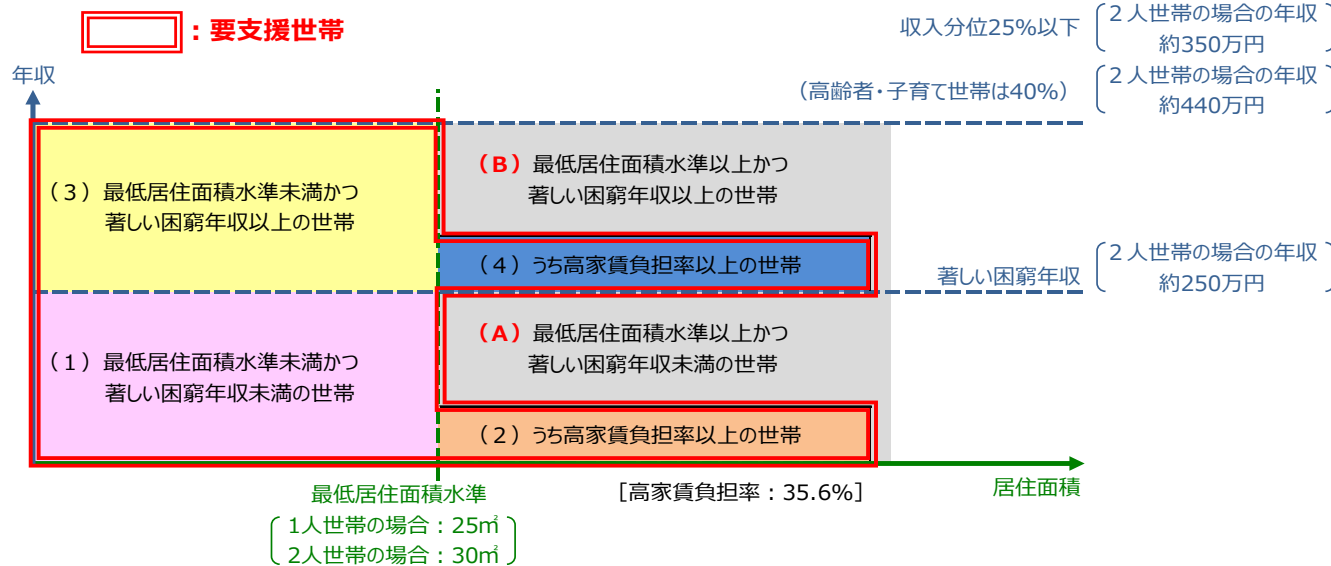 ：要支援世帯
収入分位25%以下
２人世帯の場合の年収
約350万円
年収
（高齢者・子育て世帯は40%）
２人世帯の場合の年収
約440万円
（３）最低居住面積水準未満かつ
著しい困窮年収以上の世帯
（B）最低居住面積水準以上かつ
著しい困窮年収以上の世帯
（４）うち高家賃負担率以上の世帯
著しい困窮年収
２人世帯の場合の年収
約250万円
（１）最低居住面積水準未満かつ
著しい困窮年収未満の世帯
（A）最低居住面積水準以上かつ
著しい困窮年収未満の世帯
（２）うち高家賃負担率以上の世帯
最低居住面積水準
［高家賃負担率：35.6%］
居住面積
1人世帯の場合：25㎡
2人世帯の場合：30㎡